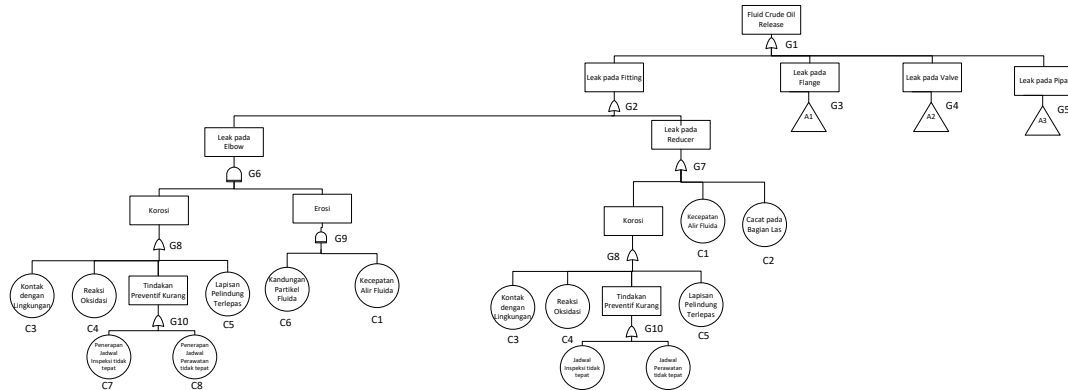 Fluid Crude Oil
Release
G1
Leak pada Fitting
G2
Leak pada
Flange
G3
A1
Leak pada Valve
G4
A2
Leak pada Pipa
G5
A3
Leak pada
Elbow
G6
Leak pada
Reducer
G7
Korosi
G8
Erosi
G9
Kontak
dengan
Lingkungan
C3
Reaksi
Oksidasi
C4
Tindakan
Preventif Kurang
G10
Lapisan
Pelindung
Terlepas
C5
Kandungan
Partikel
Fluida
C6
Kecepatan
Alir Fluida
C1
Penerapan
Jadwal
Inspeksi tidak
tepat
C7
Penerapan
Jadwal
Perawatan
tidak tepat
C8
Korosi
G8
Kecepatan
Alir Fluida
C1
Cacat pada
Bagian Las
C2
Kontak
dengan
Lingkungan
C3
Reaksi
Oksidasi
C4
Tindakan
Preventif Kurang
G10
Lapisan
Pelindung
Terlepas
C5
Jadwal
Inspeksi tidak
tepat
Jadwal
Perawatan
tidak tepat